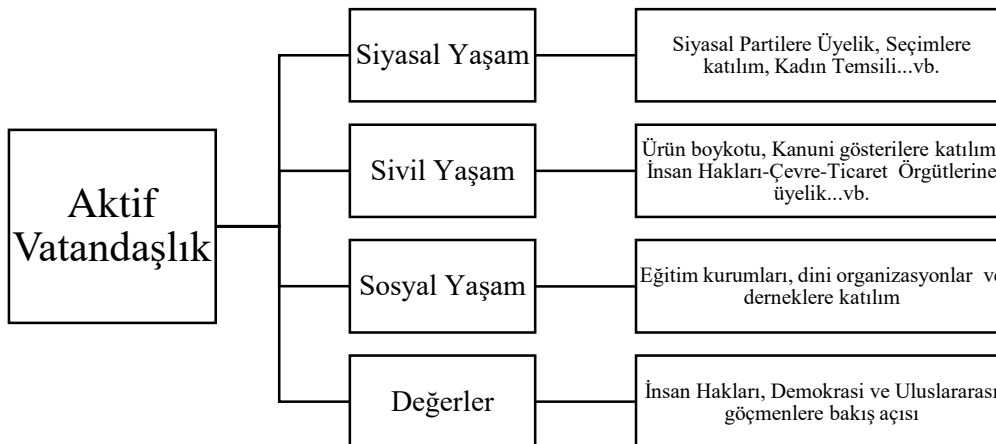 Aktif
Vatandaşlık
Siyasal Yaşam
Siyasal Partilere Üyelik, Seçimlere
katılım, Kadın Temsili...vb.
Sivil Yaşam
Ürün boykotu, Kanuni gösterilere katılım
İnsan Hakları-Çevre-Ticaret Örgütlerine
üyelik...vb.
Sosyal Yaşam
Eğitim kurumları, dini organizasyonlar ve
derneklere katılım
Değerler
İnsan Hakları, Demokrasi ve Uluslararası
göçmenlere bakış açısı